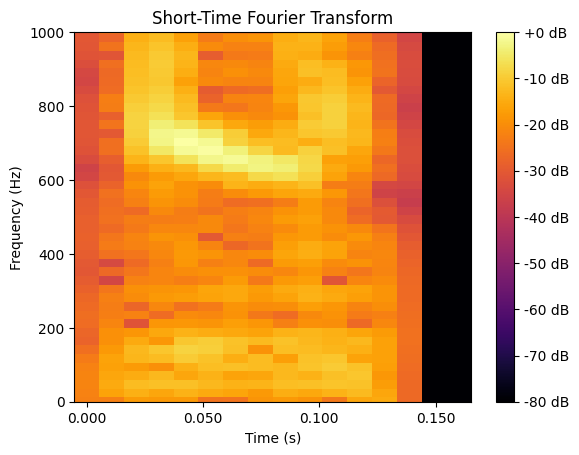 Short-Time Fourier Transform
1000
800
600
400
200
0
Frequency (Hz)
0.000
0.050
0.100
0.150
Time (s)
+0 dB
-10 dB
-20 dB
-30 dB
-40 dB
-50 dB
-60 dB
-70 dB
-80 dB